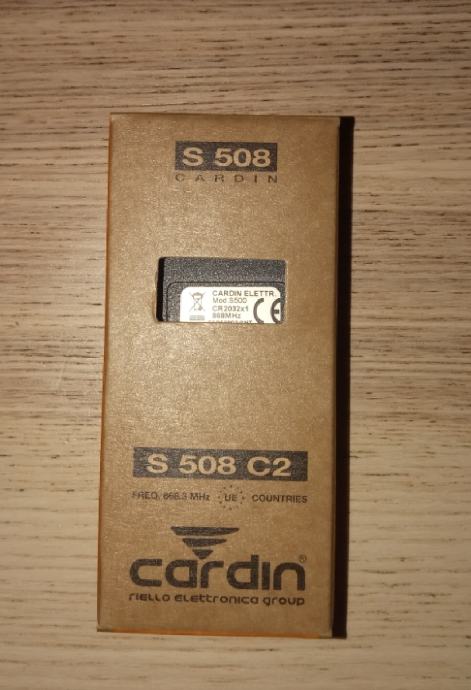 S 508
CARDIN
CARDIN ELETTR.
Mod.S500
CR2032x1
868MHz
CE
S 508 C2
FREQ. 868.3 MHz UE COUNTRIES
cardin®
riello elettronica group